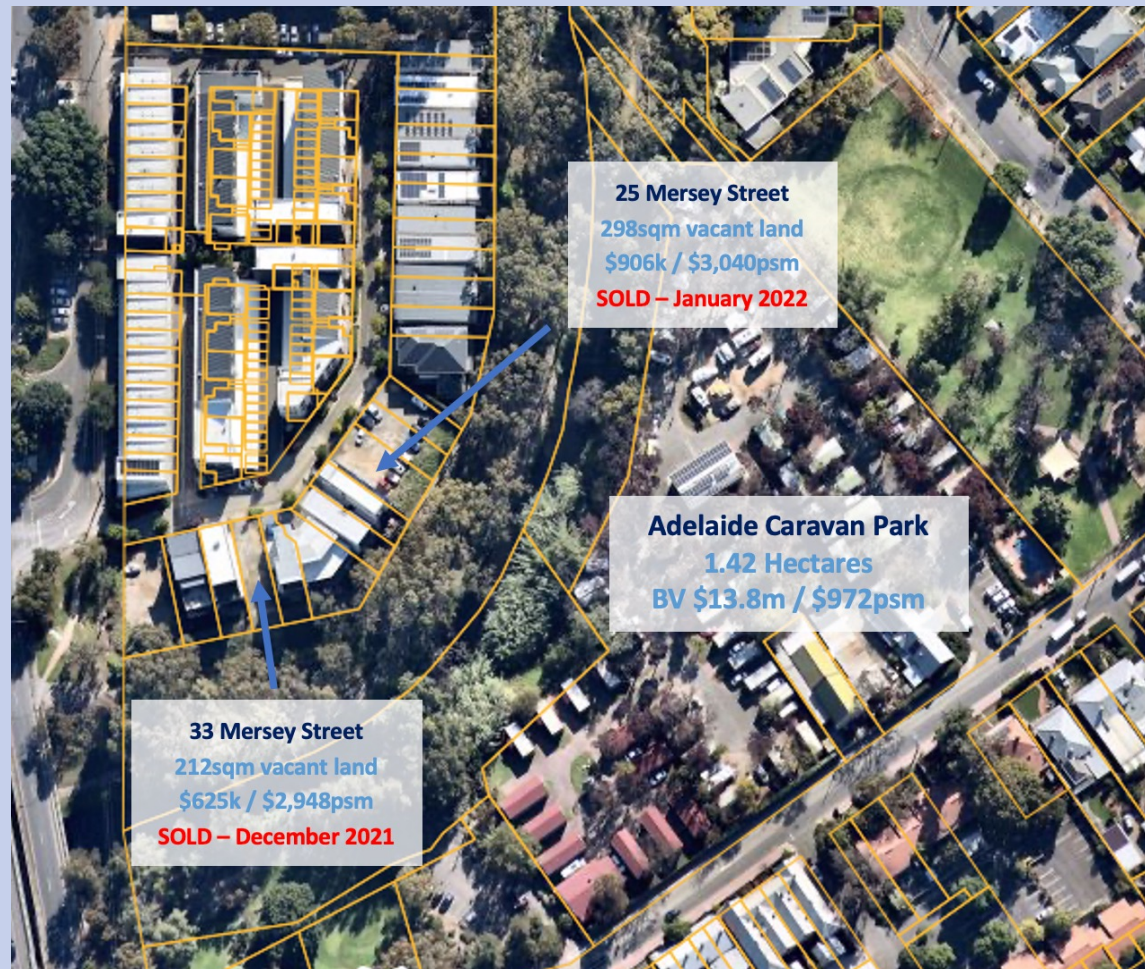 25 Mersey Street
298sqm vacant land
$906k / $3,040psm
SOLD – January 2022
Adelaide Caravan Park
1.42 Hectares
BV $13.8m / $972psm
33 Mersey Street
212sqm vacant land
$625k / $2,948psm
SOLD – December 2021